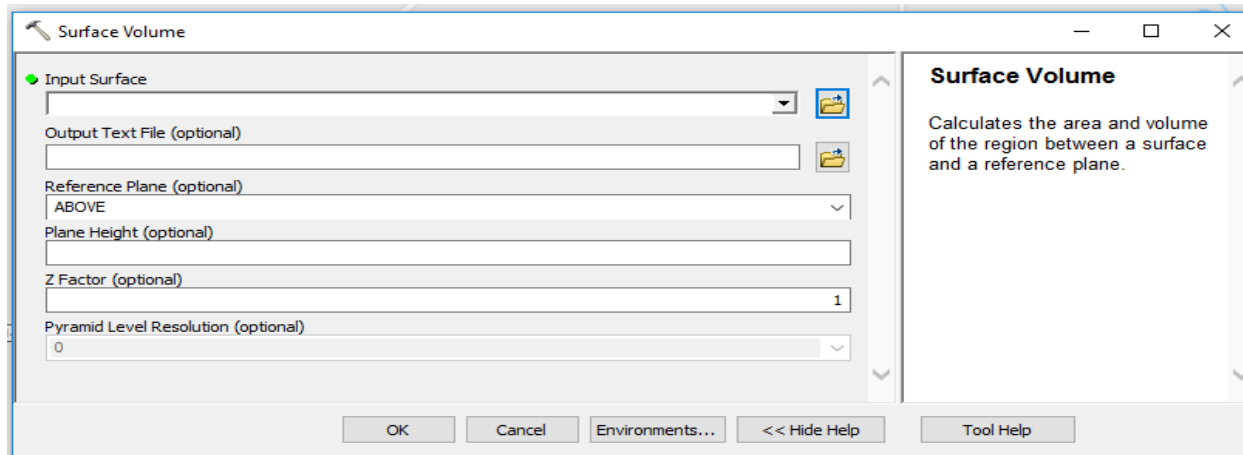 Surface Volume
Input Surface
Output Text File (optional)
Reference Plane (optional)
ABOVE
Plane Height (optional)
Z Factor (optional)
1
Pyramid Level Resolution (optional)
0
Surface Volume
Calculates the area and volume
of the region between a surface
and a reference plane.
OK
Cancel
Environments...
<< Hide Help
Tool Help